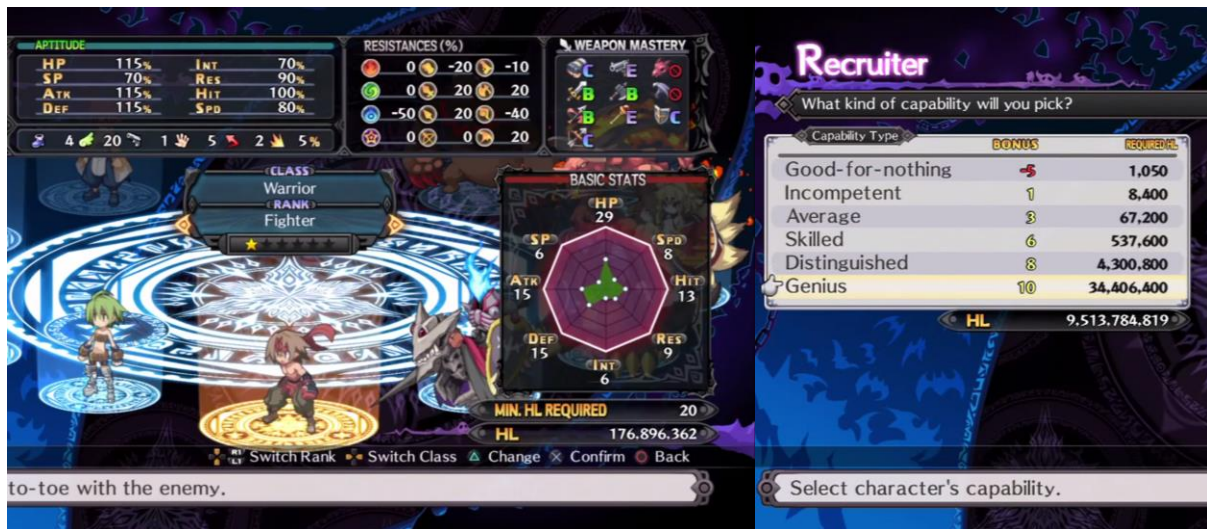 APTITUDE
HP 115% INT 70%
SP 70% RES 90%
ATK 115% HIT 100%
DEF 115% SPD 80%
4 20 1 5 2 5%
RESISTANCES (%)
0 -20 -10
0 20 20
-50 20 -40
0 0 20
WEAPON MASTERY
C E
B B
B E C
C
CLASS
Warrior
RANK
Fighter
BASIC STATS
HP
29
SP
6
SPD
8
ATK
15
HIT
13
DEF
15
RES
9
INT
6
MIN. HL REQUIRED 20
HL 176.896.362
R1 L1 Switch Rank Switch Class Change Confirm Back
to-toe with the enemy.
Recruiter
What kind of capability will you pick?
Capability Type BONUS REQUIRED HL
Good-for-nothing -5 1,050
Incompetent 1 8,400
Average 3 67,200
Skilled 6 537,600
Distinguished 8 4,300,800
Genius 10 34,406,400
HL 9.513.784.819
Select character's capability.